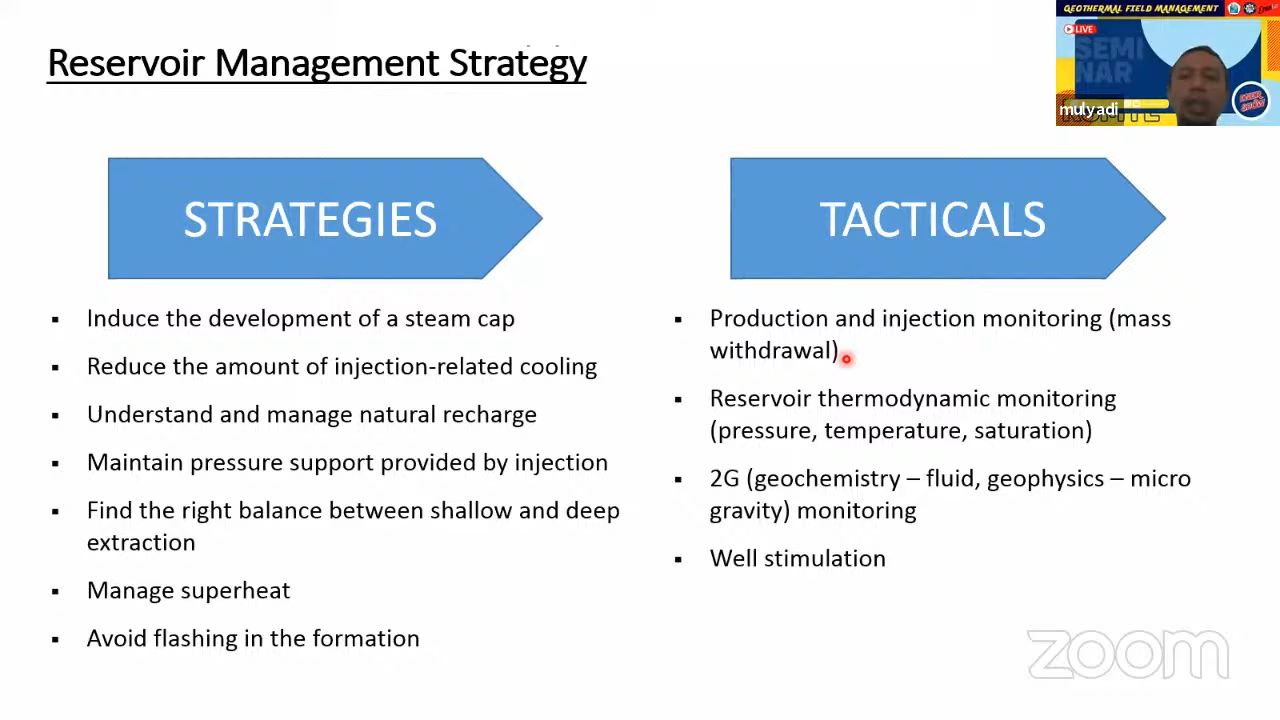 Reservoir Management Strategy
GEOTHERMAL FIELD MANAGEMENT
LIVE
SEMI
NAR
mulyadi
STRATEGIES
▪ Induce the development of a steam cap
▪ Reduce the amount of injection-related cooling
▪ Understand and manage natural recharge
▪ Maintain pressure support provided by injection
▪ Find the right balance between shallow and deep
extraction
▪ Manage superheat
▪ Avoid flashing in the formation
TACTICALS
▪ Production and injection monitoring (mass
withdrawal)
▪ Reservoir thermodynamic monitoring
(pressure, temperature, saturation)
▪ 2G (geochemistry – fluid, geophysics – micro
gravity) monitoring
▪ Well stimulation
zoom